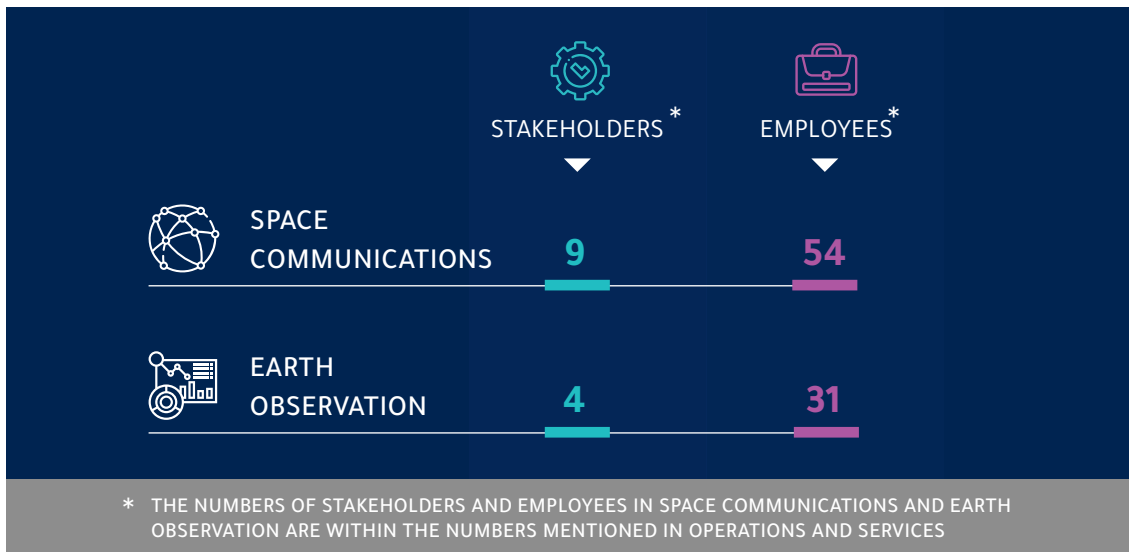 STAKEHOLDERS *
EMPLOYEES*
SPACE
COMMUNICATIONS
9
54
EARTH
OBSERVATION
4
31
* THE NUMBERS OF STAKEHOLDERS AND EMPLOYEES IN SPACE COMMUNICATIONS AND EARTH
OBSERVATION ARE WITHIN THE NUMBERS MENTIONED IN OPERATIONS AND SERVICES